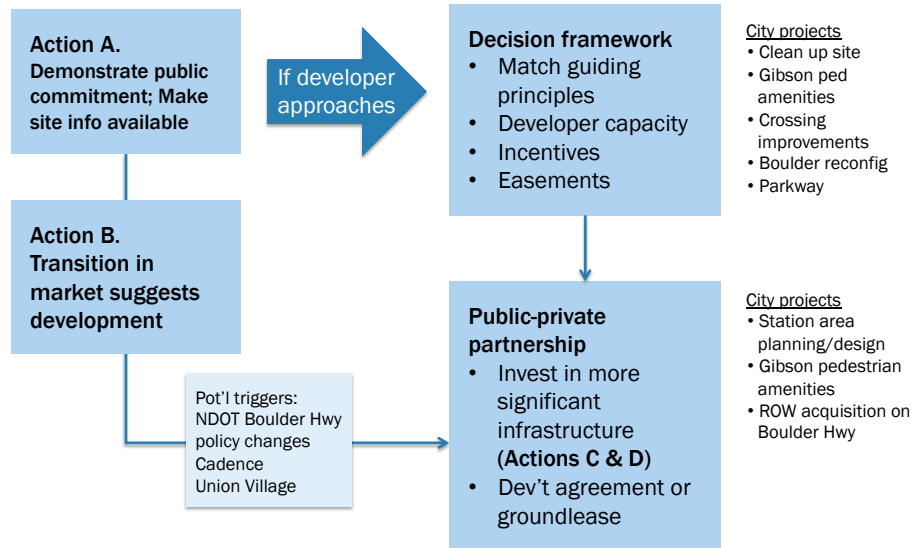 Action A.
Demonstrate public
commitment; Make
site info available
If developer
approaches
Decision framework
• Match guiding
principles
• Developer capacity
• Incentives
• Easements
City projects
• Clean up site
• Gibson ped
amenities
• Crossing
improvements
• Boulder reconfig
• Parkway
Action B.
Transition in
market suggests
development
Pot'l triggers:
NDOT Boulder Hwy
policy changes
Cadence
Union Village
Public-private
partnership
• Invest in more
significant
infrastructure
(Actions C & D)
• Dev't agreement or
groundlease
City projects
• Station area
planning/design
• Gibson pedestrian
amenities
• ROW acquisition on
Boulder Hwy